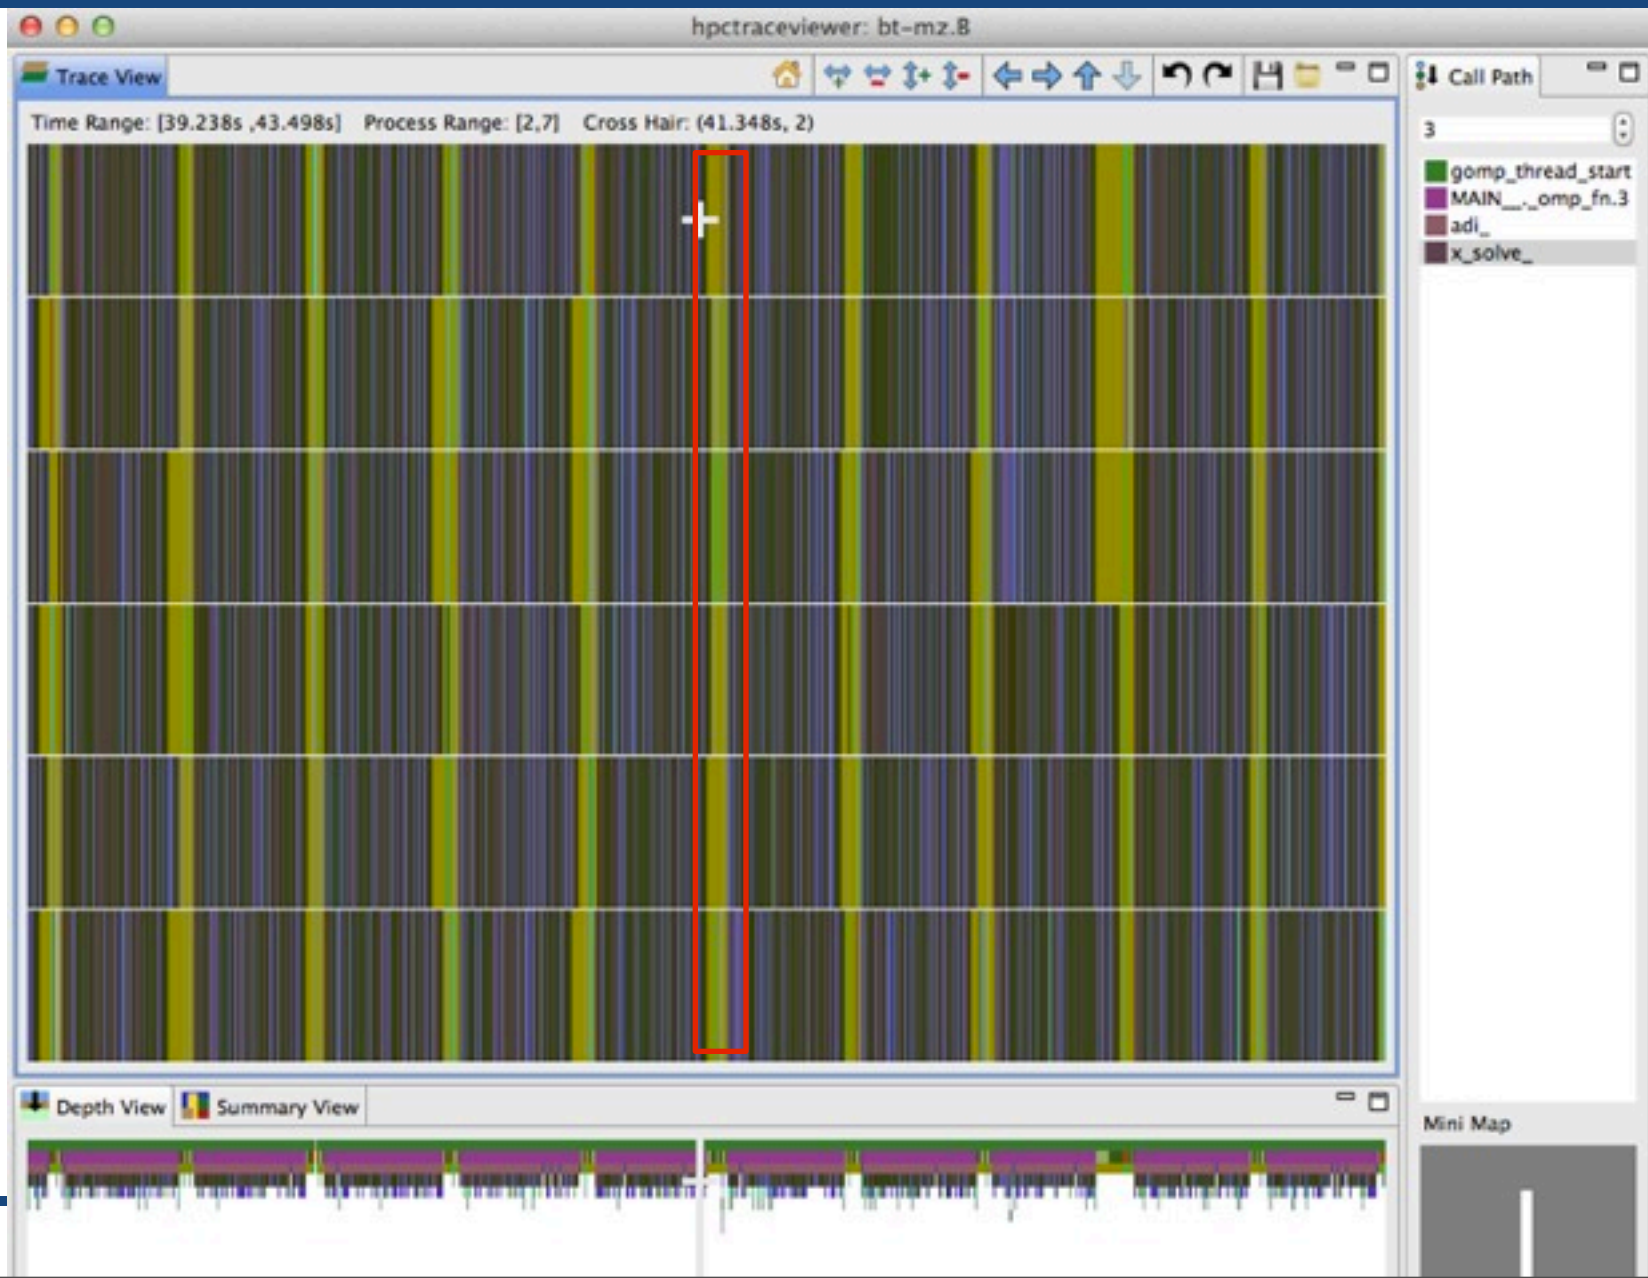 hpctraceviewer: bt-mz.B
Trace View
Time Range: [39.238s ,43.498s] Process Range: [2,7] Cross Hair: (41.348s, 2)
Call Path
3
gomp_thread_start
MAIN__._omp_fn.3
adi_
x_solve_
Depth View
Summary View
Mini Map